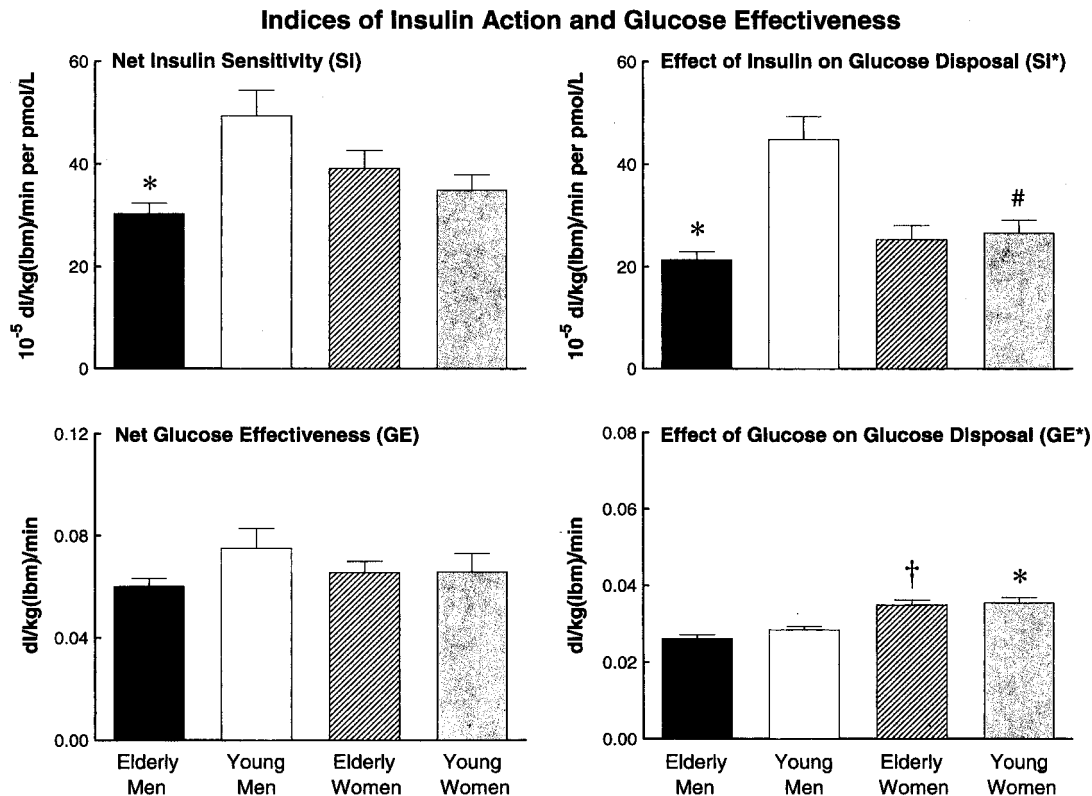 Indices of Insulin Action and Glucose Effectiveness
Net Insulin Sensitivity (SI)
10⁻⁵ dl/kg(lbm)/min per pmol/L
60
40
20
0
*
Effect of Insulin on Glucose Disposal (SI*)
10⁻⁵ dl/kg(lbm)/min per pmol/L
60
40
20
0
*
#
Net Glucose Effectiveness (GE)
dl/kg(lbm)/min
0.12
0.08
0.04
0.00
Elderly Men
Young Men
Elderly Women
Young Women
Effect of Glucose on Glucose Disposal (GE*)
dl/kg(lbm)/min
0.08
0.06
0.04
0.02
0.00
†
*
Elderly Men
Young Men
Elderly Women
Young Women